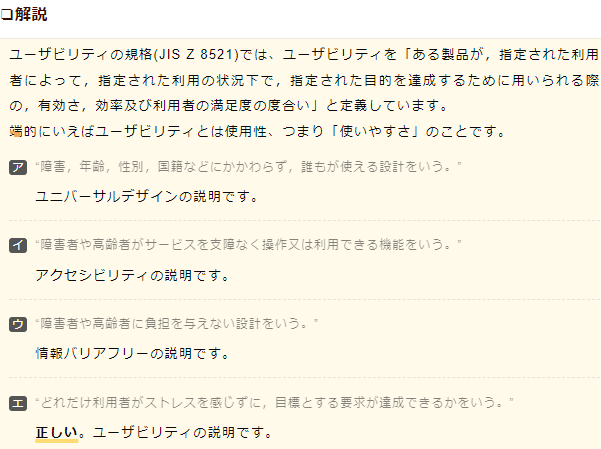 ❏解説
ユーザビリティの規格(JIS Z 8521)では、ユーザビリティを「ある製品が，指定された利用
者によって，指定された利用の状況下で，指定された目的を達成するために用いられる際
の，有効さ，効率及び利用者の満足度の度合い」と定義しています。
端的にいえばユーザビリティとは使用性、つまり「使いやすさ」のことです。
ア “障害，年齢，性別，国籍などにかかわらず，誰もが使える設計をいう。”
ユニバーサルデザインの説明です。
イ “障害者や高齢者がサービスを支障なく操作又は利用できる機能をいう。”
アクセシビリティの説明です。
ウ “障害者や高齢者に負担を与えない設計をいう。”
情報バリアフリーの説明です。
エ “どれだけ利用者がストレスを感じずに，目標とする要求が達成できるかをいう。”
正しい。ユーザビリティの説明です。